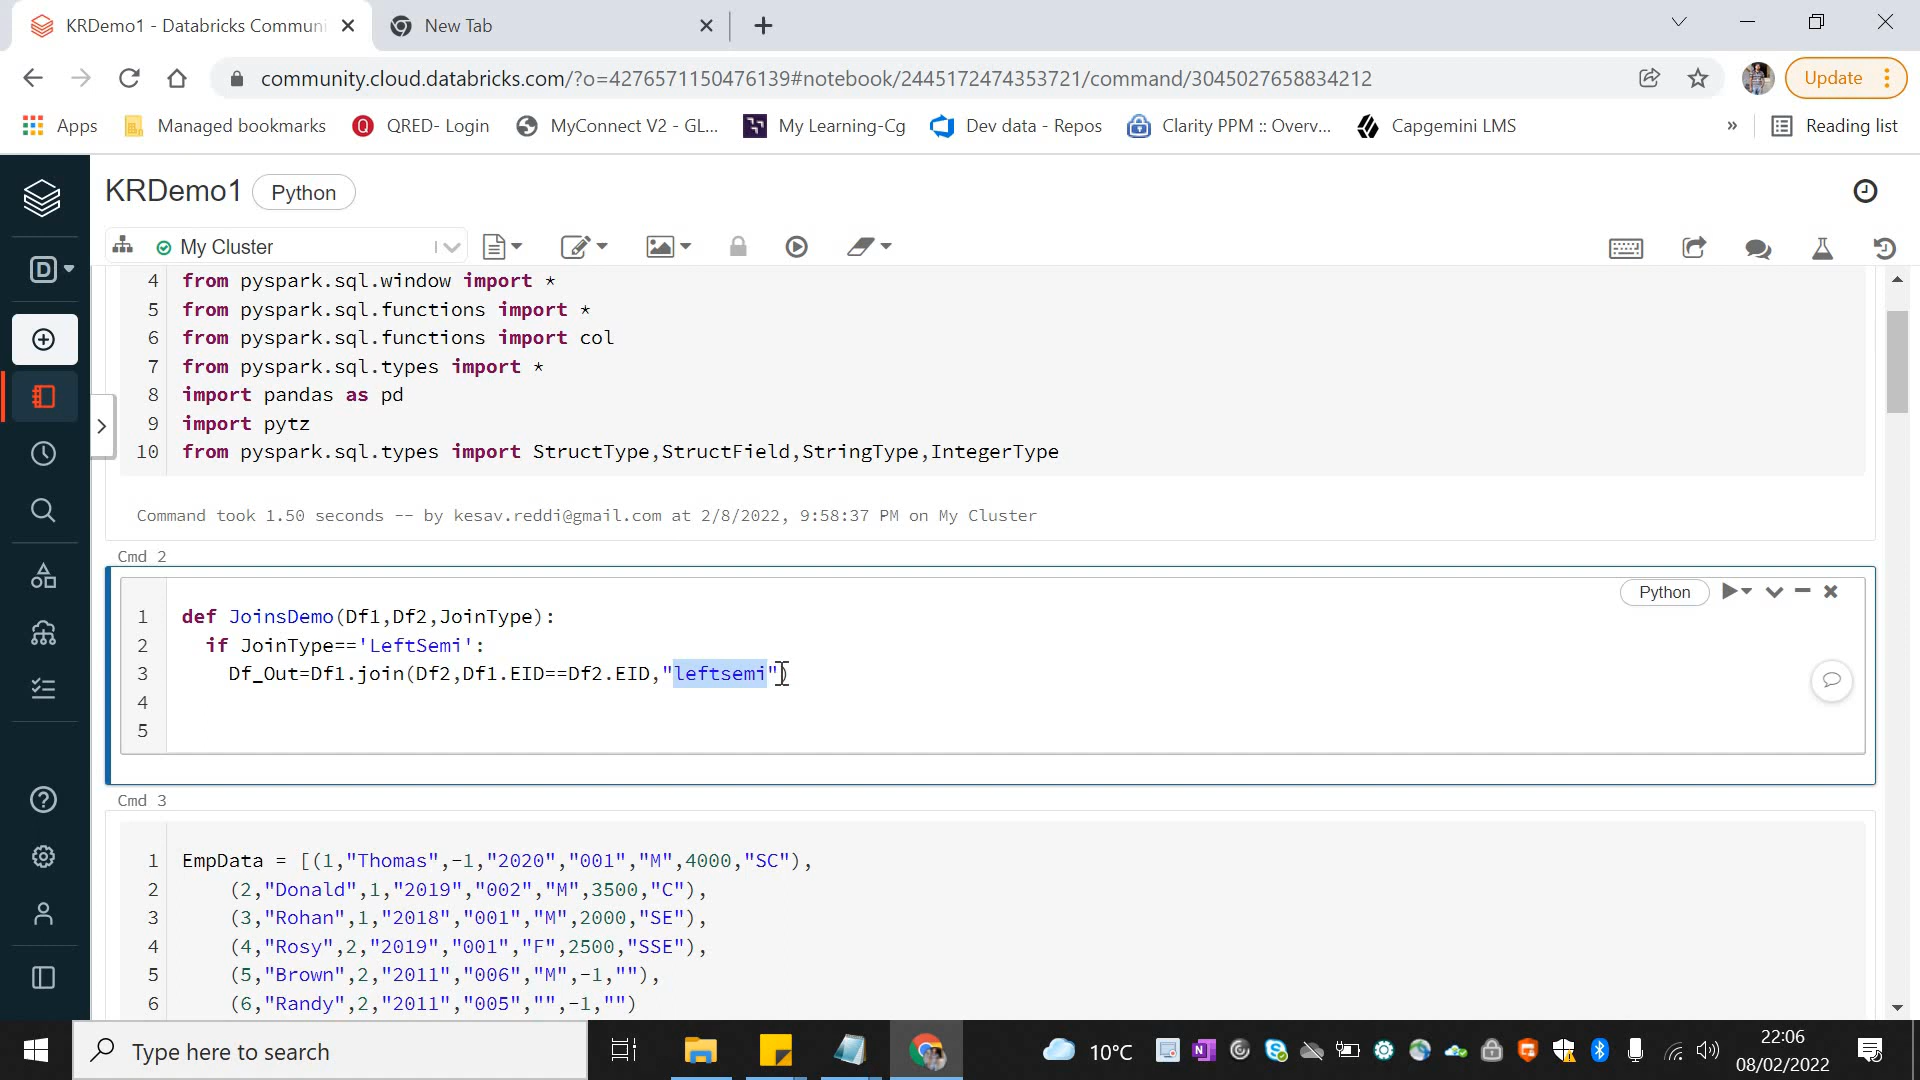 KRDemo1 - Databricks Communi
New Tab
community.cloud.databricks.com/?o=4276571150476139#notebook/2445172474353721/command/3045027658834212
Update
Apps
Managed bookmarks
QRED- Login
MyConnect V2 - GL...
My Learning-Cg
Dev data - Repos
Clarity PPM :: Overv...
Capgemini LMS
»
Reading list
KRDemo1
Python
D
My Cluster
4 from pyspark.sql.window import *
5 from pyspark.sql.functions import *
6 from pyspark.sql.functions import col
7 from pyspark.sql.types import *
8 import pandas as pd
9 import pytz
10 from pyspark.sql.types import StructType,StructField,StringType,IntegerType
Command took 1.50 seconds -- by kesav.reddi@gmail.com at 2/8/2022, 9:58:37 PM on My Cluster
Cmd 2
Python
1 def JoinsDemo(Df1,Df2,JoinType):
2 if JoinType=='LeftSemi':
3 Df_Out=Df1.join(Df2,Df1.EID==Df2.EID,"leftsemi")
4
5
Cmd 3
1 EmpData = [(1,"Thomas",-1,"2020","001","M",4000,"SC"),
2 (2,"Donald",1,"2019","002","M",3500,"C"),
3 (3,"Rohan",1,"2018","001","M",2000,"SE"),
4 (4,"Rosy",2,"2019","001","F",2500,"SSE"),
5 (5,"Brown",2,"2011","006","M",-1,""),
6 (6,"Randy",2,"2011","005","",-1,"")
Type here to search
10°C
22:06
08/02/2022